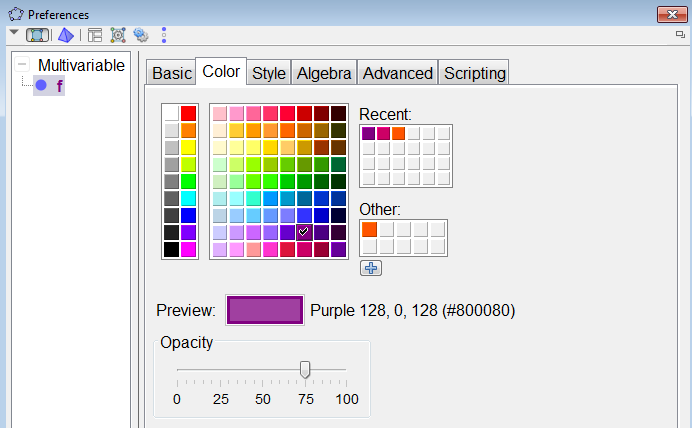 Preferences
Multivariable
f
Basic Color Style Algebra Advanced Scripting
Recent:
Other:
Preview: Purple 128, 0, 128 (#800080)
Opacity
0 25 50 75 100